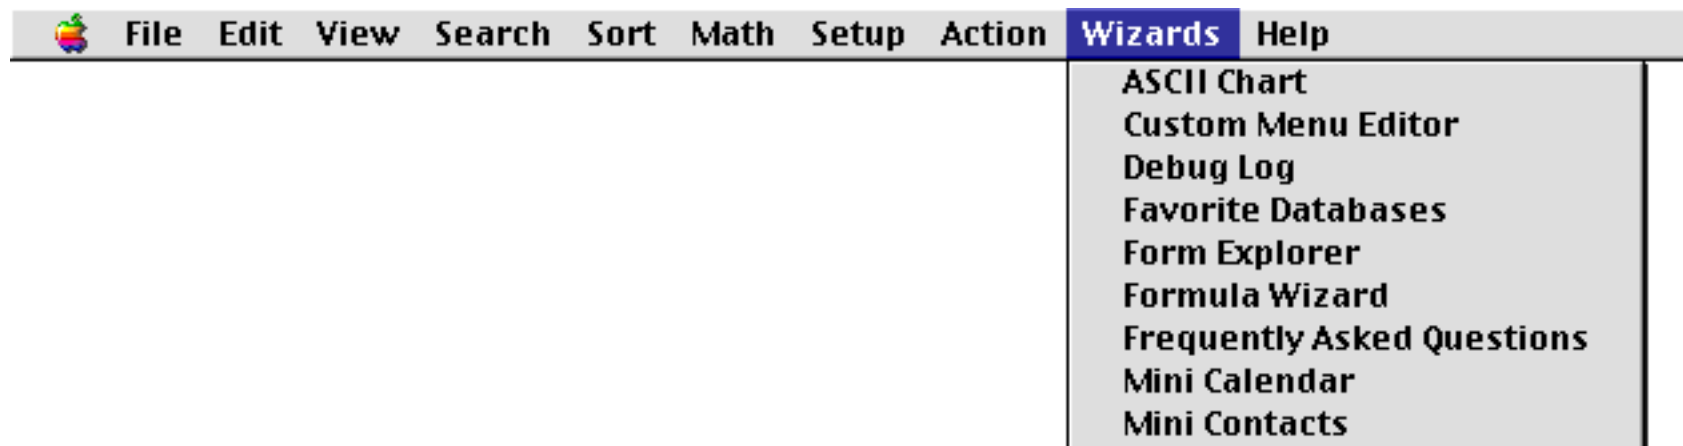 File Edit View Search Sort Math Setup Action Wizards Help
ASCII Chart
Custom Menu Editor
Debug Log
Favorite Databases
Form Explorer
Formula Wizard
Frequently Asked Questions
Mini Calendar
Mini Contacts